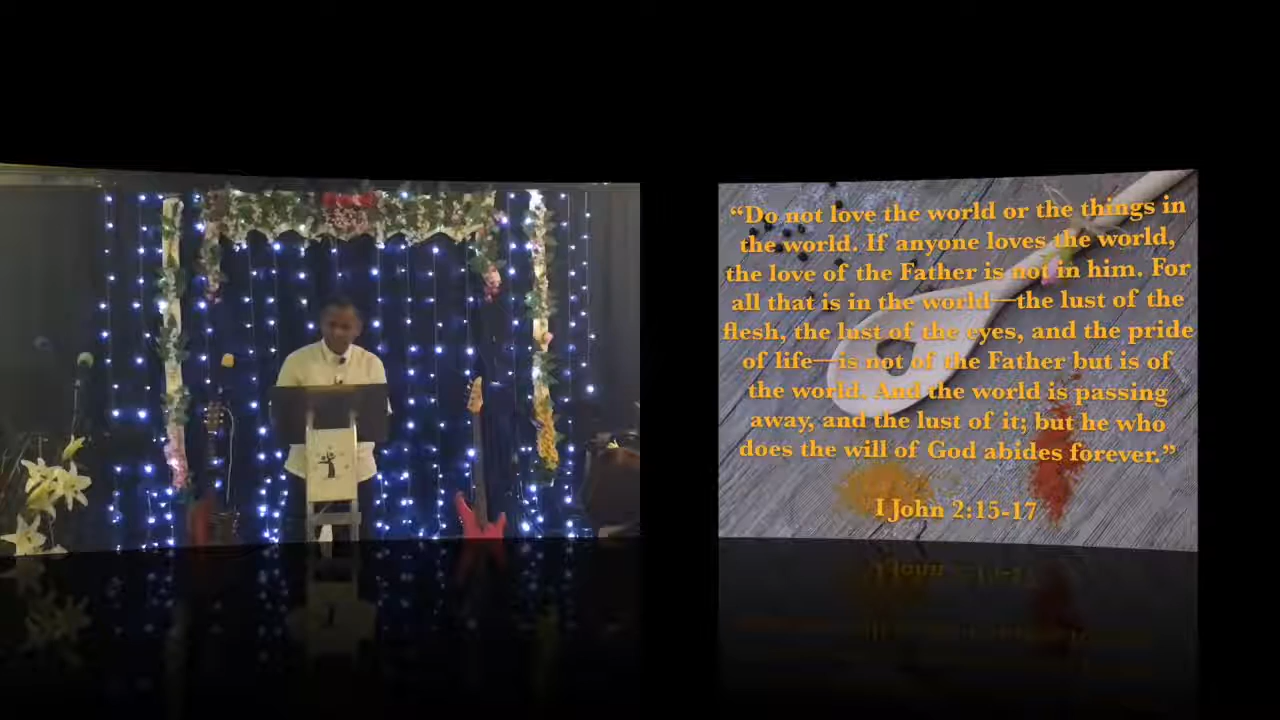 “Do not love the world or the things in
the world. If anyone loves the world,
the love of the Father is not in him. For
all that is in the world—the lust of the
flesh, the lust of the eyes, and the pride
of life—is not of the Father but is of
the world. And the world is passing
away, and the lust of it; but he who
does the will of God abides forever.”
I John 2:15-17